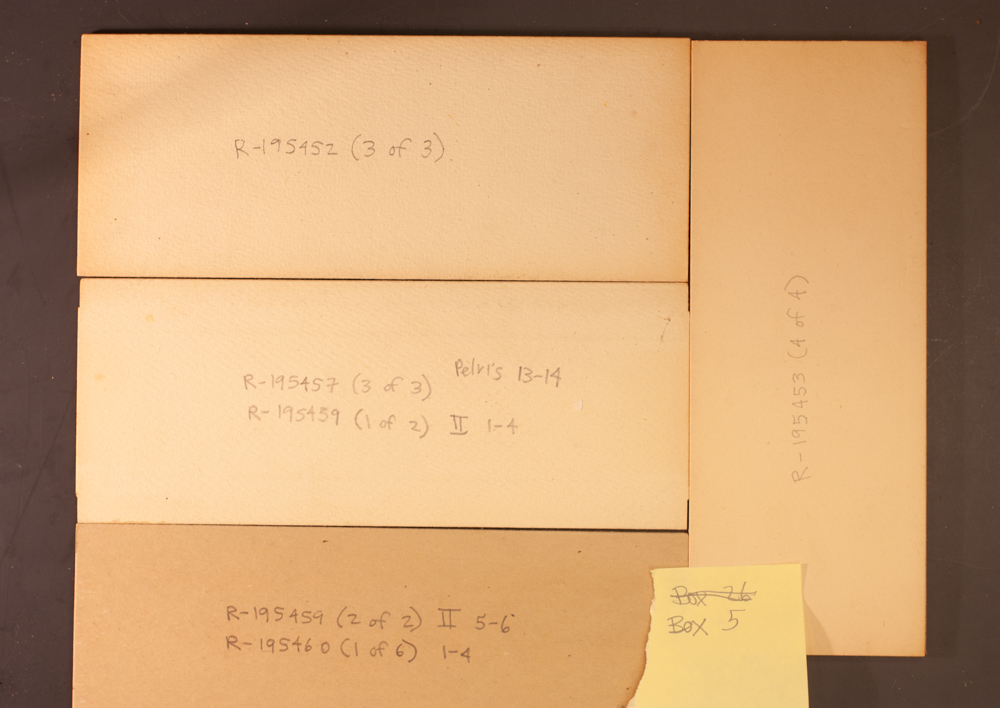 R-195452 (3 of 3)
R-195457 (3 of 3) Pelvis 13-14
R-195459 (1 of 2) II 1-4
R-195459 (2 of 2) II 5-6
R-195460 (1 of 6) 1-4
R-195453 (4 of 4)
Box 26
Box 5